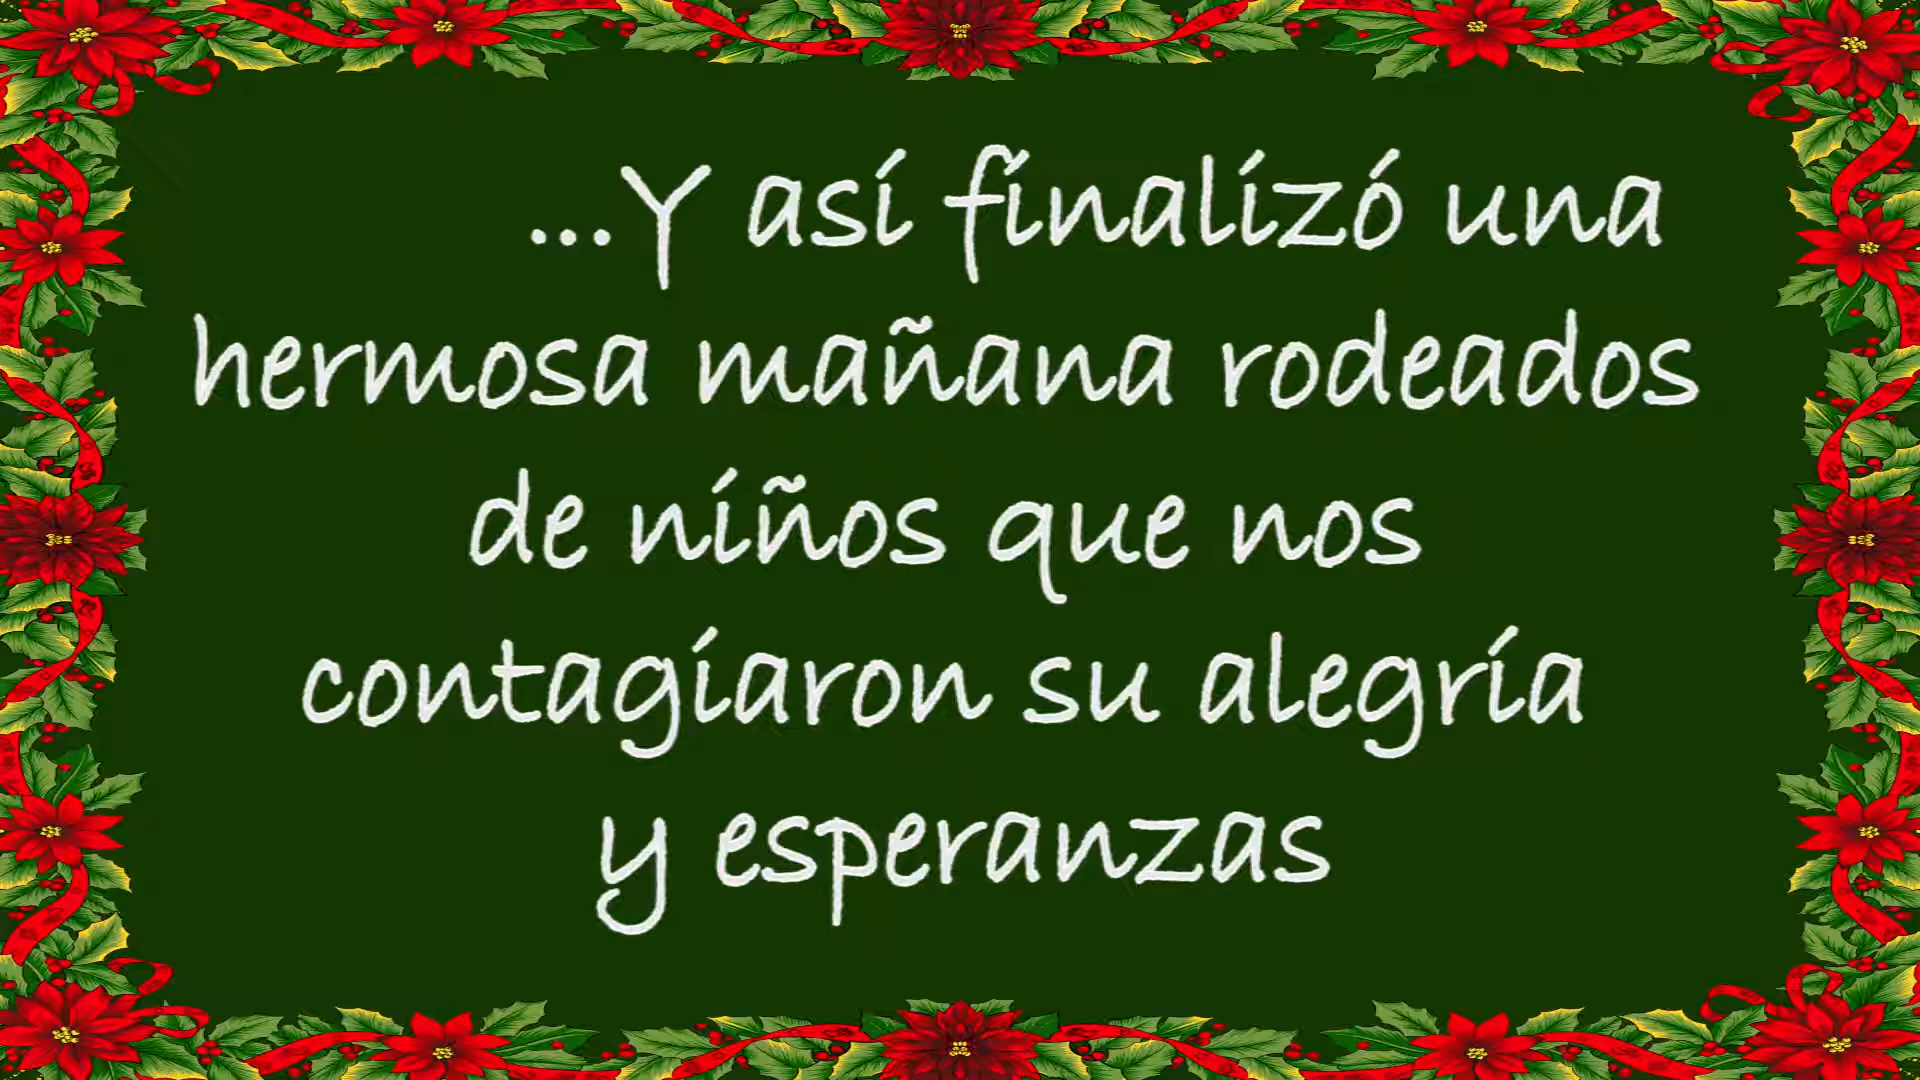 ...Y así finalizó una
hermosa mañana rodeados
de niños que nos
contagiaron su alegría
y esperanzas